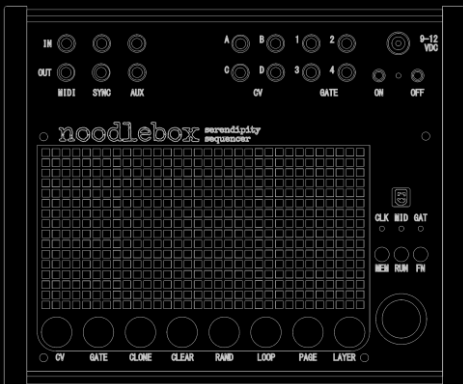 IN A B 1 2 9-12 VDC
OUT C D 3 4
MIDI SYNC AUX CV GATE ON OFF
noodlebox serendipity sequencer
CLK MID GAT
MEM RUN FN
CV GATE CLONE CLEAR RAND LOOP PAGE LAYER